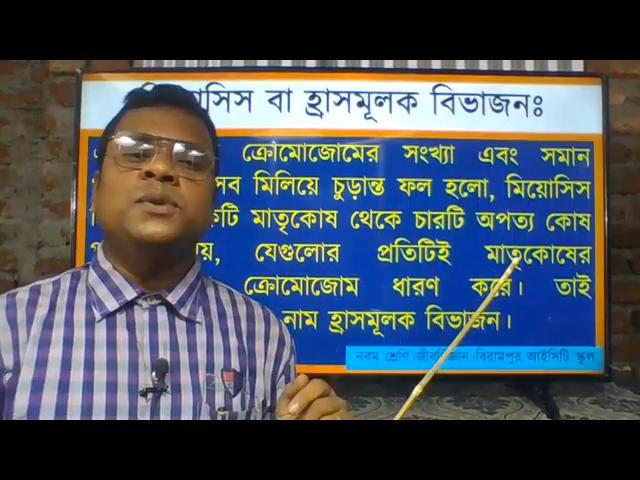 য়োসিস বা হ্রাসমূলক বিভাজনঃ
ক্রোমোজোমের সংখ্যা এবং সমান
সব মিলিয়ে চুড়ান্ত ফল হলো, মিয়োসিস
মাতৃকোষ থেকে চারটি অপত্য কোষ
যেগুলোর প্রতিটিই মাতৃকোষের
ক্রোমোজোম ধারণ করে। তাই
নাম হ্রাসমূলক বিভাজন।
নবম শ্রেণি।জীববিজ্ঞান।বিরামপুর আইসিটি স্কুল